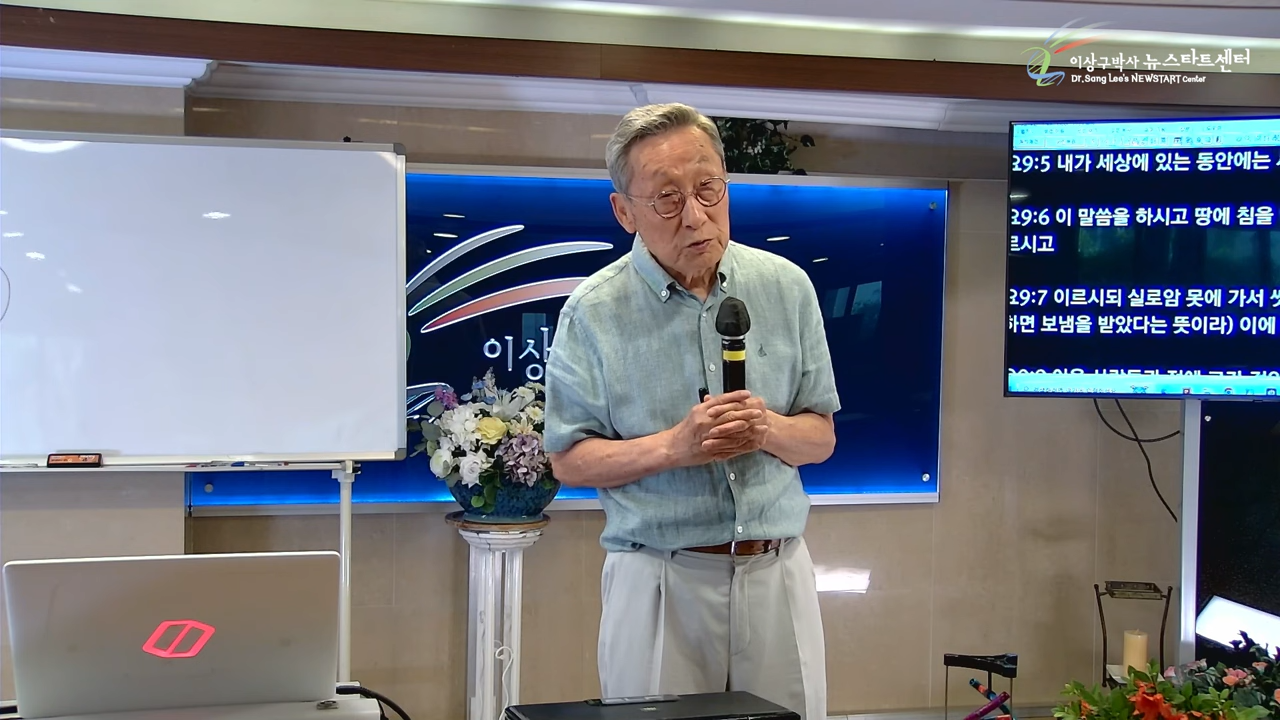 이상구박사 뉴스타트센터
Dr. Sang Lee's NEWSTART Center
요9:5 내가 세상에 있는 동안에는
요9:6 이 말씀을 하시고 땅에 침을
르시고
요9:7 이르시되 실로암 못에 가서
하면 보냄을 받았다는 뜻이라) 이에
이상